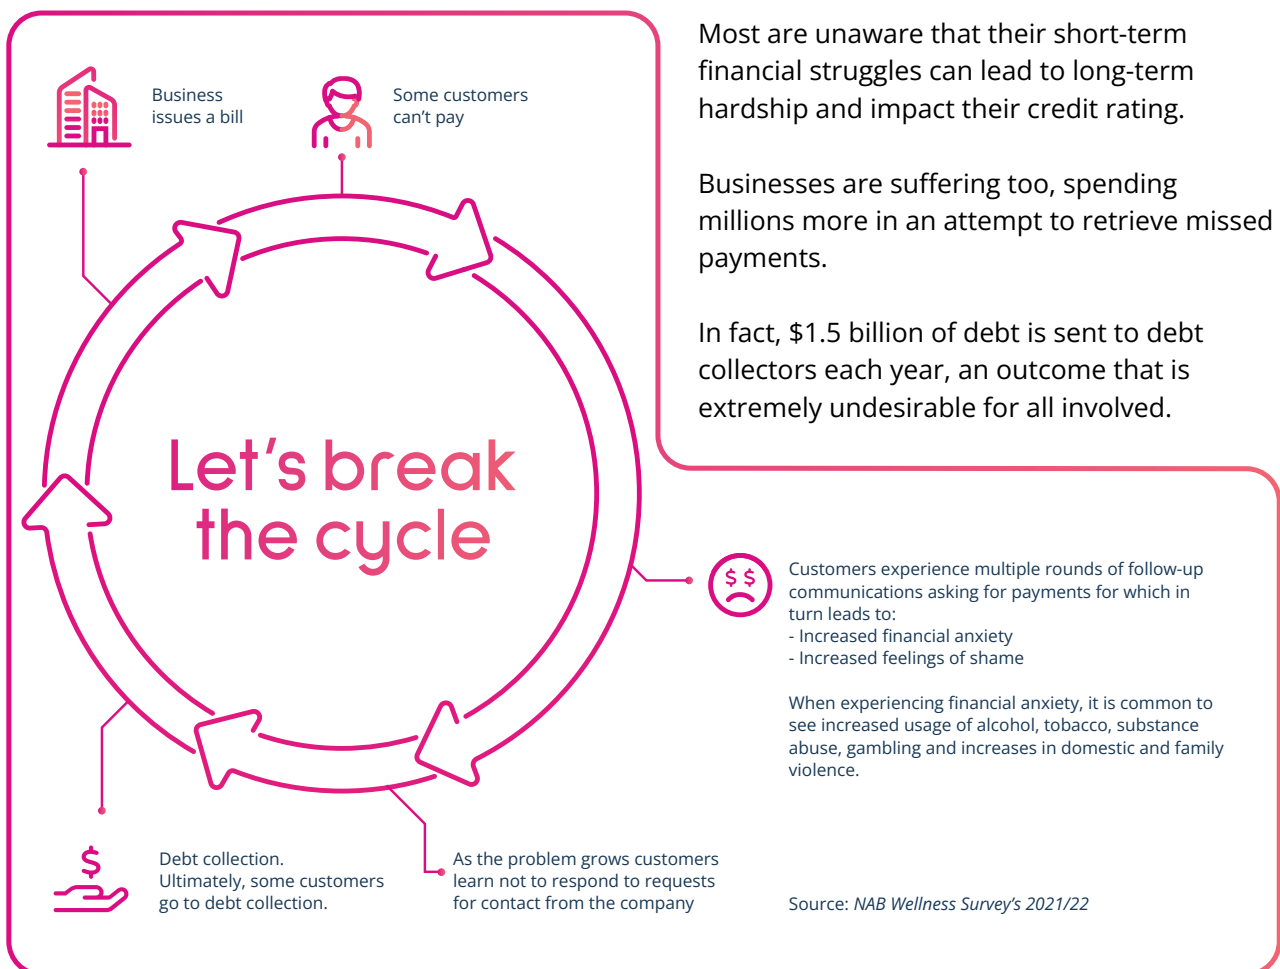 Most are unaware that their short-term
financial struggles can lead to long-term
hardship and impact their credit rating.
Businesses are suffering too, spending
millions more in an attempt to retrieve missed
payments.
In fact, $1.5 billion of debt is sent to debt
collectors each year, an outcome that is
extremely undesirable for all involved.
Business
issues a bill
Some customers
can't pay
Let's break
the cycle
$ $
Customers experience multiple rounds of follow-up
communications asking for payments for which in
turn leads to:
- Increased financial anxiety
- Increased feelings of shame
When experiencing financial anxiety, it is common to
see increased usage of alcohol, tobacco, substance
abuse, gambling and increases in domestic and family
violence.
As the problem grows customers
learn not to respond to requests
for contact from the company
$
Debt collection.
Ultimately, some customers
go to debt collection.
Source: NAB Wellness Survey's 2021/22